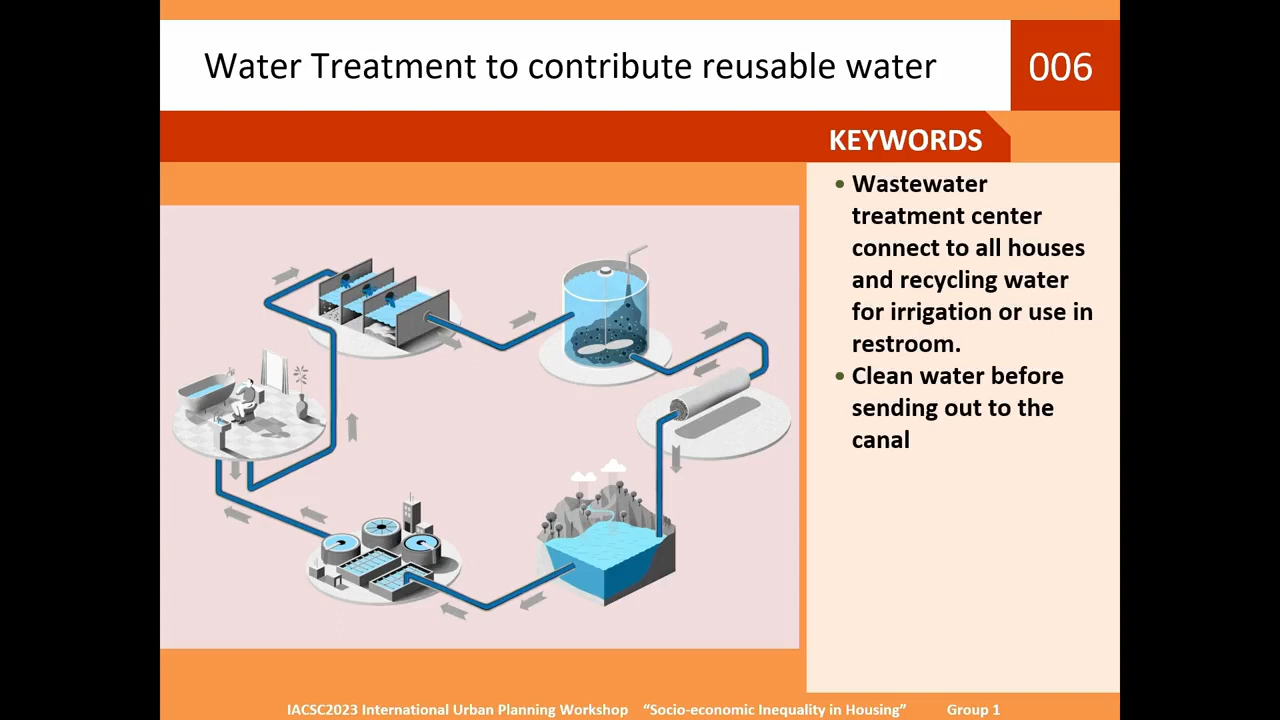 Water Treatment to contribute reusable water
006
KEYWORDS
• Wastewater
treatment center
connect to all houses
and recycling water
for irrigation or use in
restroom.
• Clean water before
sending out to the
canal
IACSC2023 International Urban Planning Workshop “Socio-economic Inequality in Housing” Group 1